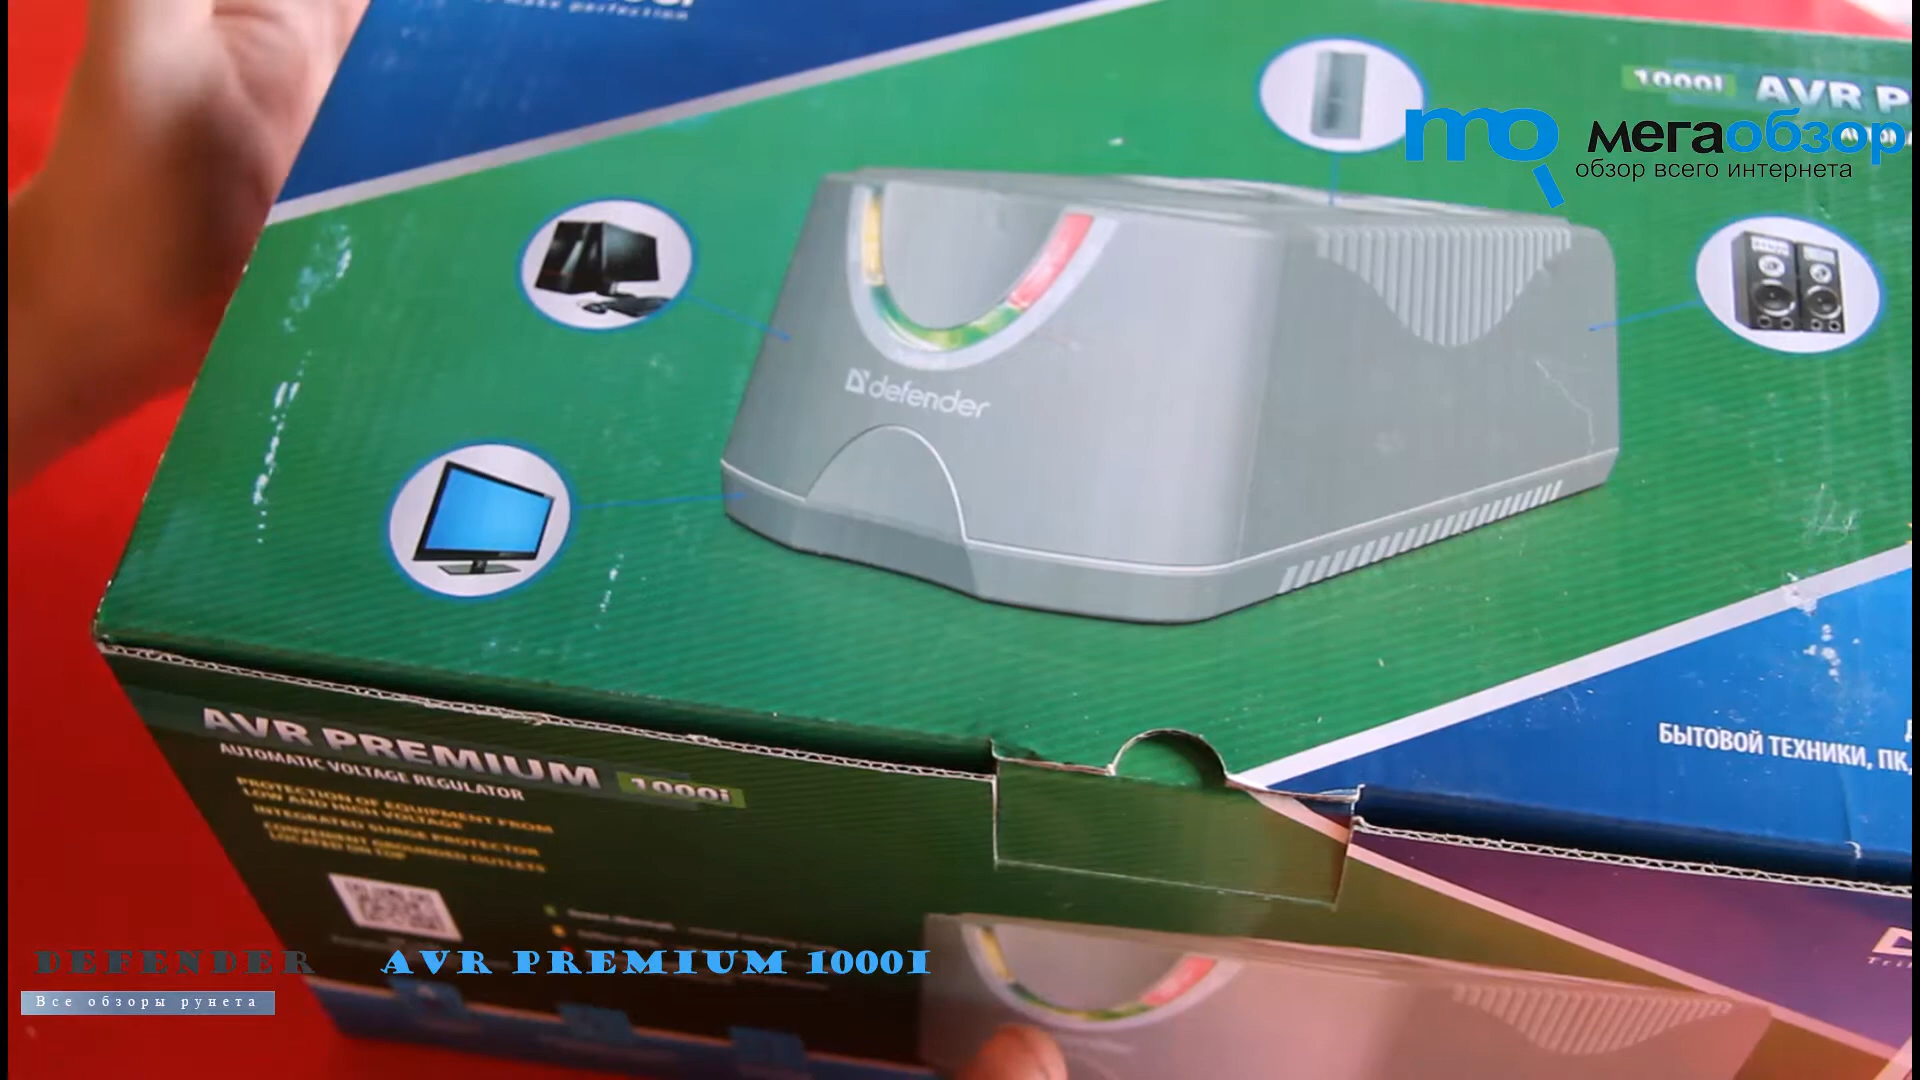 1000i AVR P
мегаобзор
обзор всего интернета
defender
БЫТОВОЙ ТЕХНИКИ, ПК,
AVR PREMIUM 1000i
AUTOMATIC VOLTAGE REGULATOR
PROTECTION OF EQUIPMENT FROM
LOW AND HIGH VOLTAGE
INTEGRATED SURGE PROTECTOR
CONVENIENT GROUNDED OUTLETS
LOCATED ON TOP
DEFENDER AVR PREMIUM 1000I
Все обзоры рунета